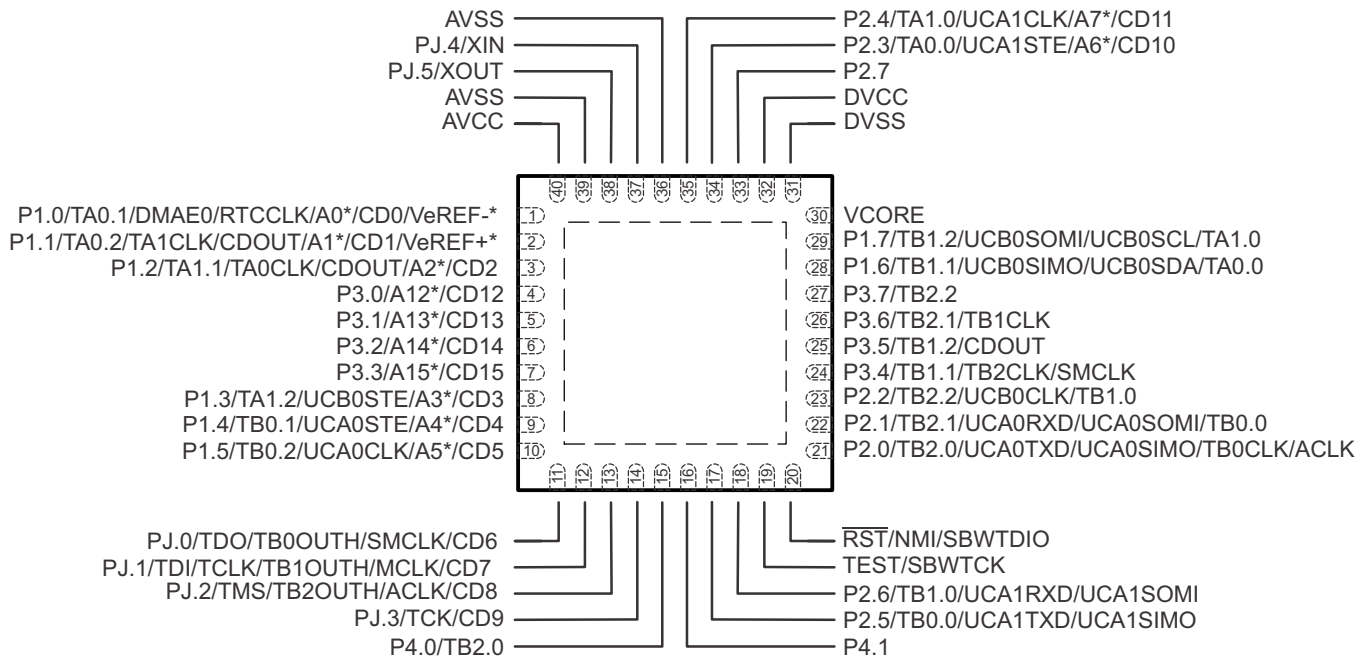 AVSS
PJ.4/XIN
PJ.5/XOUT
AVSS
AVCC
P2.4/TA1.0/UCA1CLK/A7*/CD11
P2.3/TA0.0/UCA1STE/A6*/CD10
P2.7
DVCC
DVSS
40 39 38 37 36 35 34 33 32 31
P1.0/TA0.1/DMAE0/RTCCLK/A0*/CD0/VeREF-* 1
P1.1/TA0.2/TA1CLK/CDOUT/A1*/CD1/VeREF+* 2
P1.2/TA1.1/TA0CLK/CDOUT/A2*/CD2 3
P3.0/A12*/CD12 4
P3.1/A13*/CD13 5
P3.2/A14*/CD14 6
P3.3/A15*/CD15 7
P1.3/TA1.2/UCB0STE/A3*/CD3 8
P1.4/TB0.1/UCA0STE/A4*/CD4 9
P1.5/TB0.2/UCA0CLK/A5*/CD5 10
30 VCORE
29 P1.7/TB1.2/UCB0SOMI/UCB0SCL/TA1.0
28 P1.6/TB1.1/UCB0SIMO/UCB0SDA/TA0.0
27 P3.7/TB2.2
26 P3.6/TB2.1/TB1CLK
25 P3.5/TB1.2/CDOUT
24 P3.4/TB1.1/TB2CLK/SMCLK
23 P2.2/TB2.2/UCB0CLK/TB1.0
22 P2.1/TB2.1/UCA0RXD/UCA0SOMI/TB0.0
21 P2.0/TB2.0/UCA0TXD/UCA0SIMO/TB0CLK/ACLK
11 12 13 14 15 16 17 18 19 20
PJ.0/TDO/TB0OUTH/SMCLK/CD6
PJ.1/TDI/TCLK/TB1OUTH/MCLK/CD7
PJ.2/TMS/TB2OUTH/ACLK/CD8
PJ.3/TCK/CD9
P4.0/TB2.0
RST/NMI/SBWTDIO
TEST/SBWTCK
P2.6/TB1.0/UCA1RXD/UCA1SOMI
P2.5/TB0.0/UCA1TXD/UCA1SIMO
P4.1